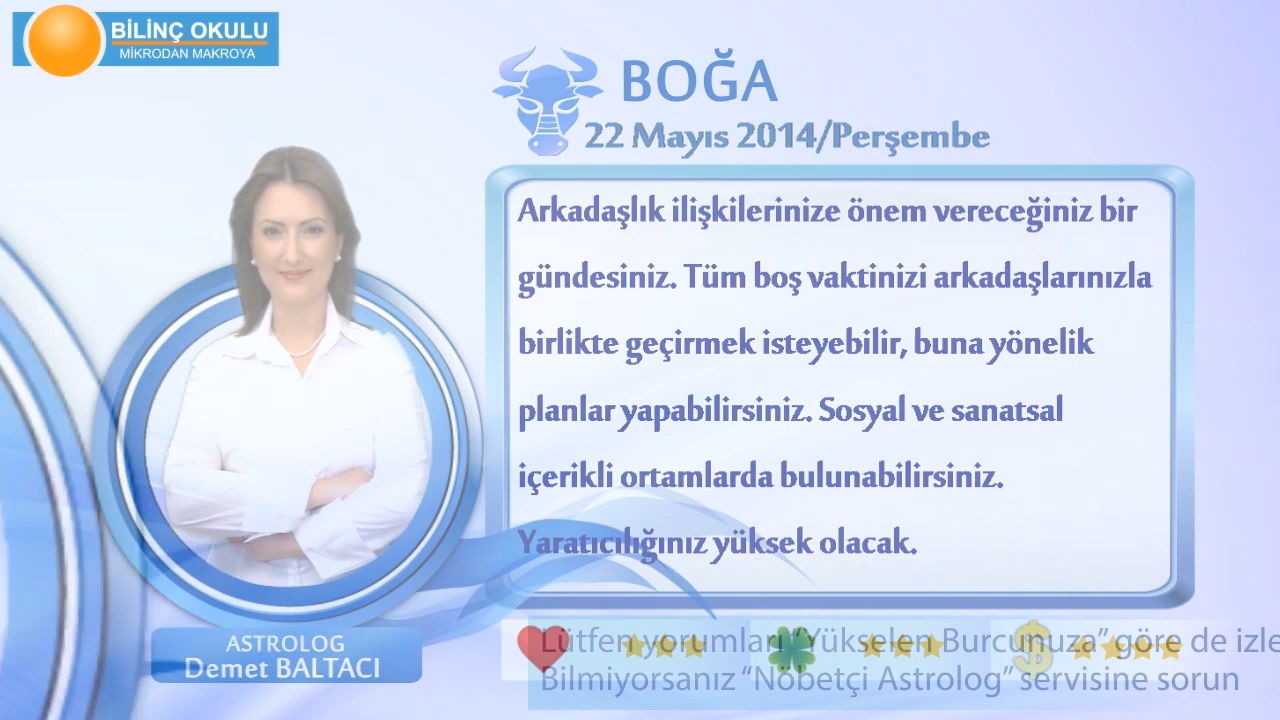 BİLİNÇ OKULU
MİKRODAN MAKROYA
BOĞA
22 Mayıs 2014/Perşembe
Arkadaşlık ilişkilerinize önem vereceğiniz bir
gündesiniz. Tüm boş vaktinizi arkadaşlarınızla
birlikte geçirmek isteyebilir, buna yönelik
planlar yapabilirsiniz. Sosyal ve sanatsal
içerikli ortamlarda bulunabilirsiniz.
Yaratıcılığınız yüksek olacak.
ASTROLOG
Demet BALTACI
Lütfen yorumları “Yükselen Burcunuza” göre de izle
Bilmiyorsanız “Nöbetçi Astrolog” servisine sorun